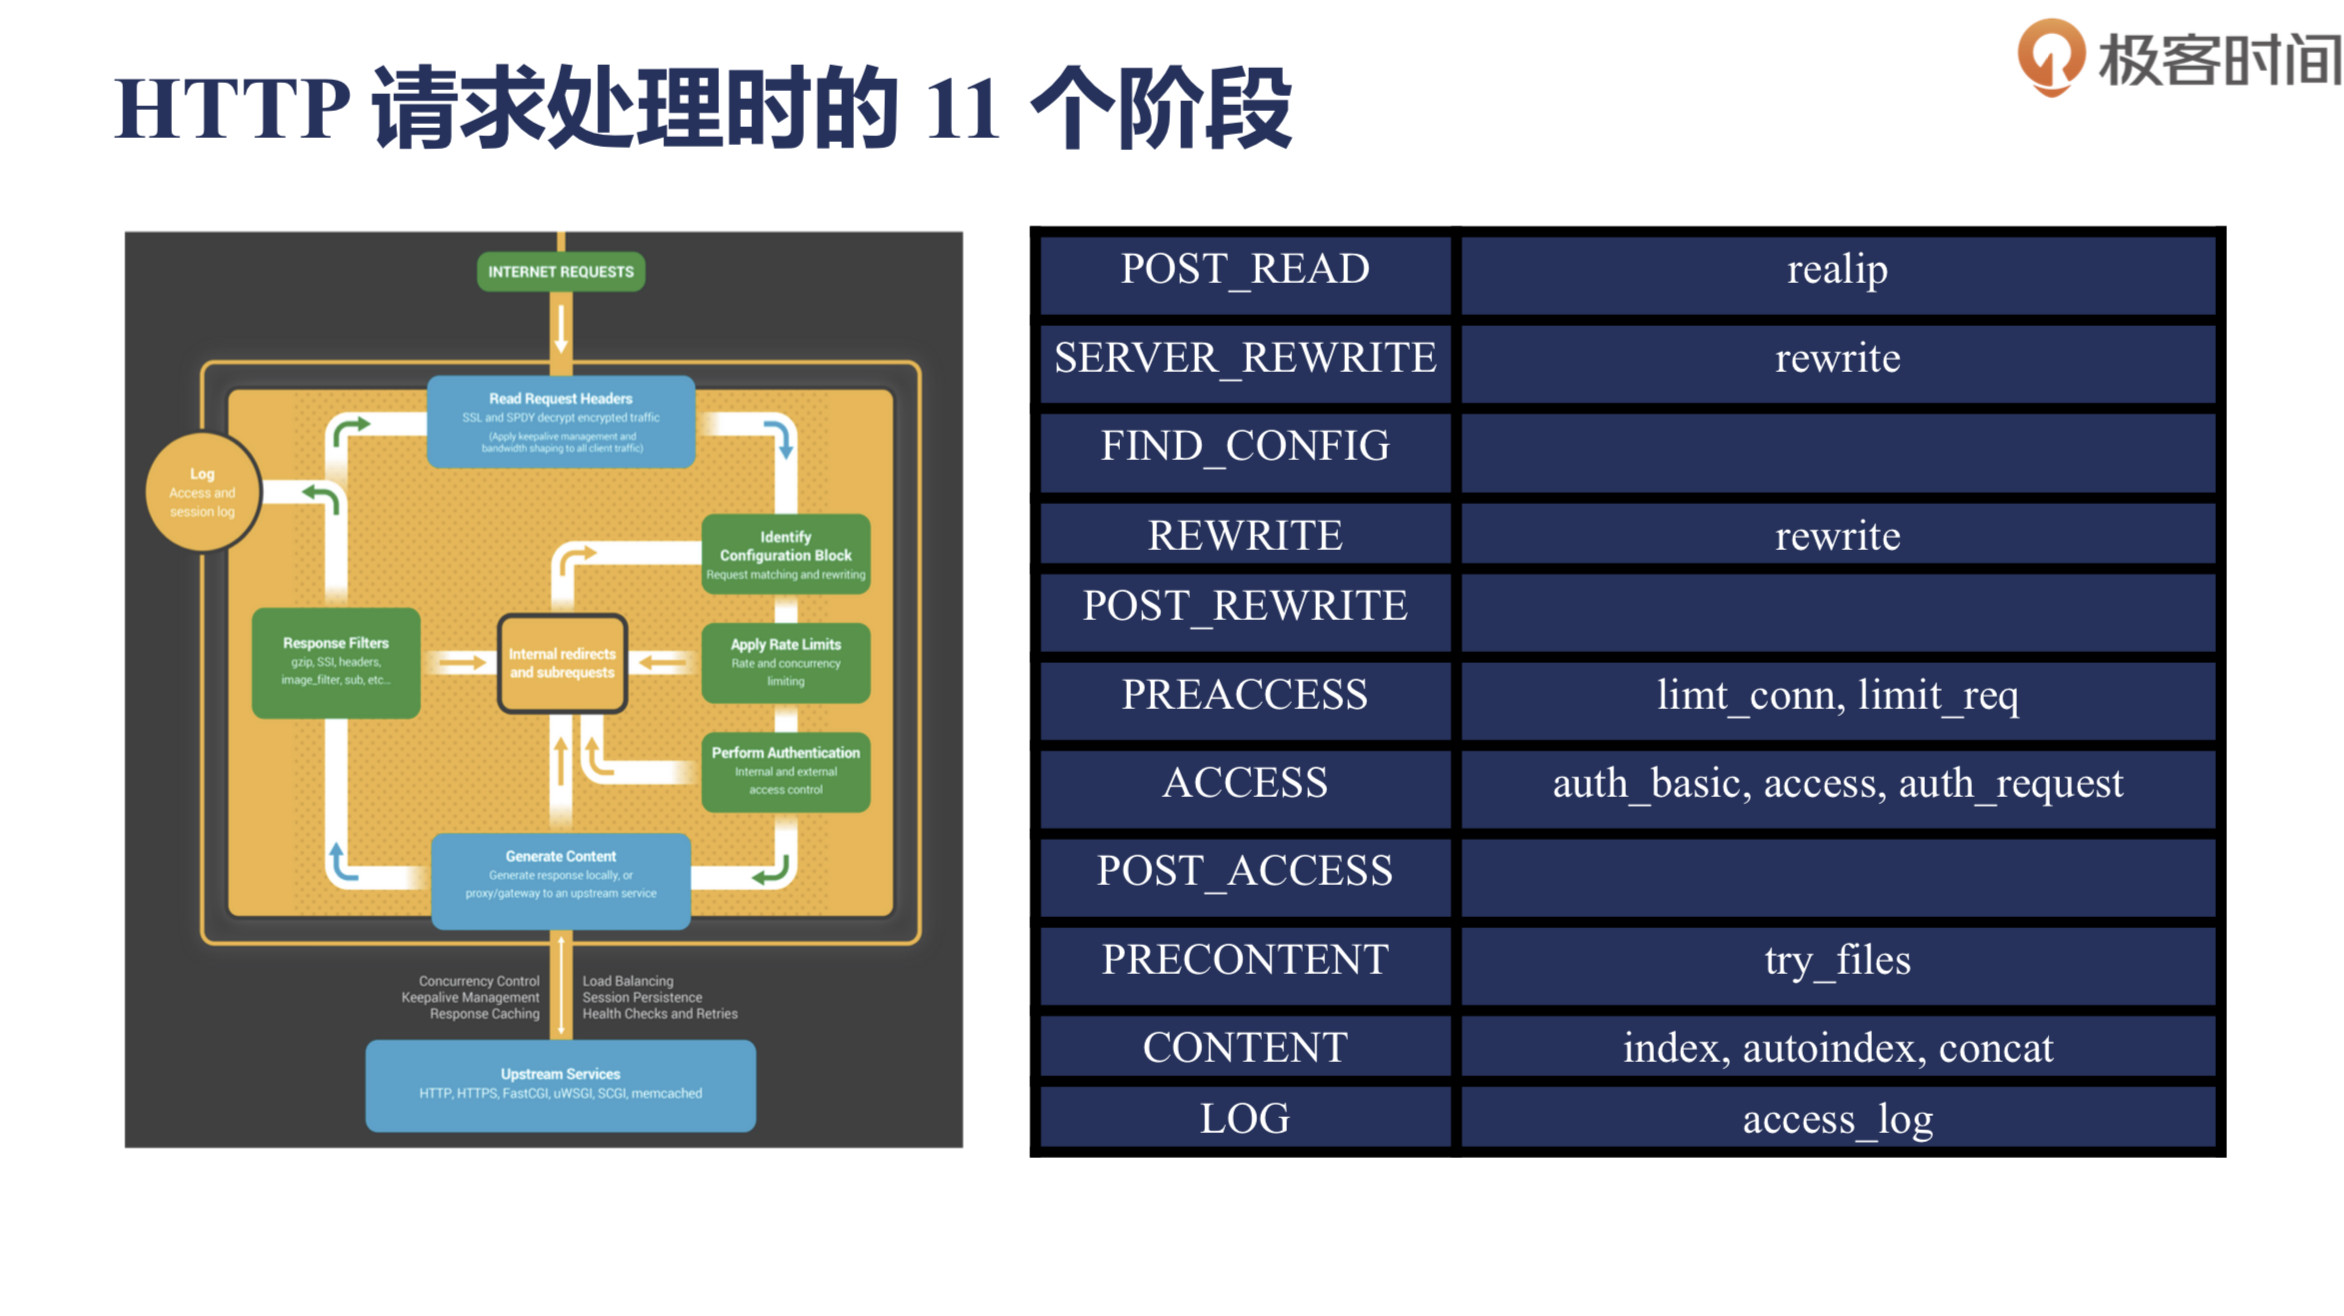 极客时间
HTTP 请求处理时的 11 个阶段
INTERNET REQUESTS
Read Request Headers
SSL and SPDY decrypt encrypted traffic
(Apply keepalive management and
bandwidth shaping to all client traffic)
Log
Access and
session log
Identify
Configuration Block
Request matching and rewriting
Response Filters
gzip, SSI, headers,
image_filter, sub, etc...
Internal redirects
and subrequests
Apply Rate Limits
Rate and concurrency
limiting
Perform Authentication
Internal and external
access control
Generate Content
Generate response locally, or
proxy/gateway to an upstream service
Concurrency Control
Keepalive Management
Response Caching
Load Balancing
Session Persistence
Health Checks and Retries
Upstream Services
HTTP, HTTPS, FastCGI, uWSGI, SCGI, memcached
POST_READ realip
SERVER_REWRITE rewrite
FIND_CONFIG
REWRITE rewrite
POST_REWRITE
PREACCESS limt_conn, limit_req
ACCESS auth_basic, access, auth_request
POST_ACCESS
PRECONTENT try_files
CONTENT index, autoindex, concat
LOG access_log